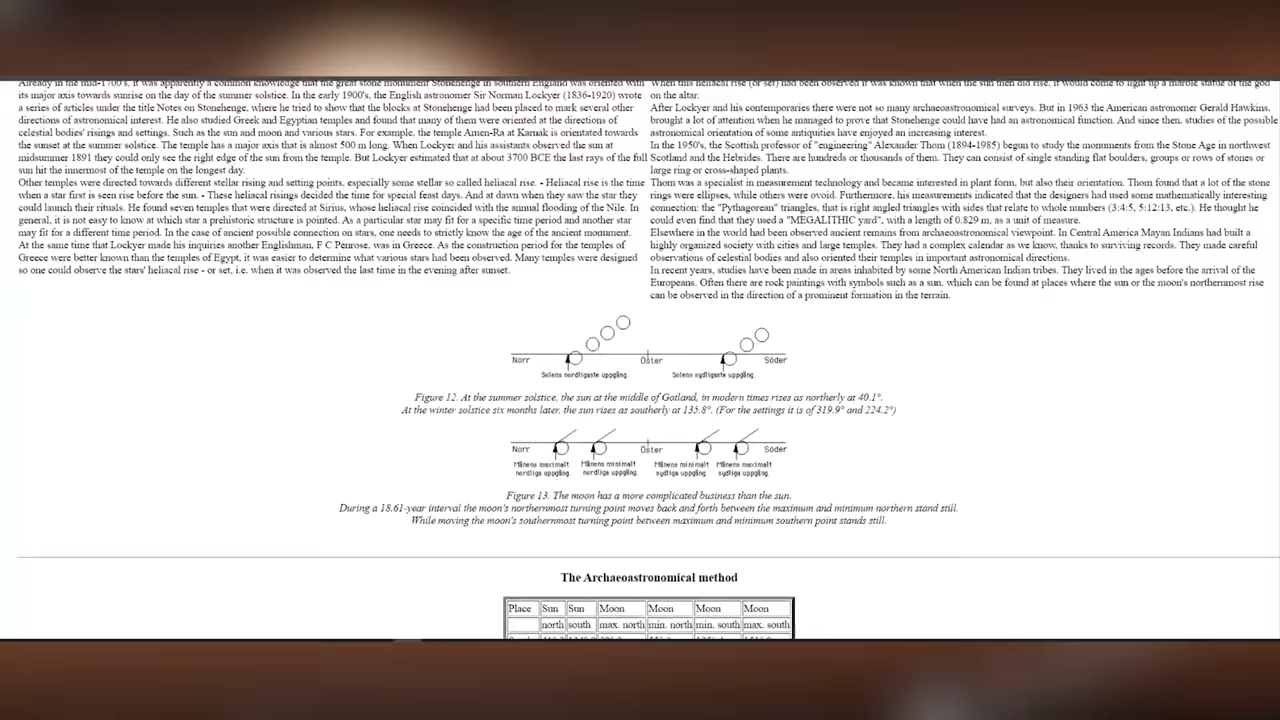 Already in the mid-1700's, it was apparently a common knowledge that the great stone monument Stonehenge in southern England was oriented with
its major axis towards sunrise on the day of the summer solstice. In the early 1900's, the English astronomer Sir Norman Lockyer (1836-1920) wrote
a series of articles under the title Notes on Stonehenge, where he tried to show that the blocks at Stonehenge had been placed to mark several other
directions of astronomical interest. He also studied Greek and Egyptian temples and found that many of them were oriented at the directions of
celestial bodies' risings and settings. Such as the sun and moon and various stars. For example, the temple Amen-Ra at Karnak is orientated towards
the sunset at the summer solstice. The temple has a major axis that is almost 500 m long. When Lockyer and his assistants observed the sun at
midsummer 1891 they could only see the right edge of the sun from the temple. But Lockyer estimated that at about 3700 BCE the last rays of the full
sun hit the innermost of the temple on the longest day.
Other temples were directed towards different stellar rising and setting points, especially some stellar so called heliacal rise. - Heliacal rise is the time
when a star first is seen rise before the sun. - These heliacal risings decided the time for special feast days. And at dawn when they saw the star they
could launch their rituals. He found seven temples that were directed at Sirius, whose heliacal rise coincided with the annual flooding of the Nile. In
general, it is not easy to know at which star a prehistoric structure is pointed. As a particular star may fit for a specific time period and another star
may fit for a different time period. In the case of ancient possible connection on stars, one needs to strictly know the age of the ancient monument.
At the same time that Lockyer made his inquiries another Englishman, F C Penrose, was in Greece. As the construction period for the temples of
Greece were better known than the temples of Egypt, it was easier to determine what various stars had been observed. Many temples were designed
so one could observe the stars' heliacal rise - or set, i.e. when it was observed the last time in the evening after sunset.
When this heliacal rise (or set) had been observed it was known that when the sun then did rise, it would come to light up a marble statue of the god
on the altar.
After Lockyer and his contemporaries there were not so many archaeoastronomical surveys. But in 1963 the American astronomer Gerald Hawkins,
brought a lot of attention when he managed to prove that Stonehenge could have had an astronomical function. And since then, studies of the possible
astronomical orientation of some antiquities have enjoyed an increasing interest.
In the 1950's, the Scottish professor of "engineering" Alexander Thom (1894-1985) begun to study the monuments from the Stone Age in northwest
Scotland and the Hebrides. There are hundreds or thousands of them. They can consist of single standing flat boulders, groups or rows of stones or
large ring or cross-shaped plants.
Thom was a specialist in measurement technology and became interested in plant form, but also their orientation. Thom found that a lot of the stone
rings were ellipses, while others were ovoid. Furthermore, his measurements indicated that the designers had used some mathematically interesting
connection: the "Pythagorean" triangles, that is right angled triangles with sides that relate to whole numbers (3:4:5, 5:12:13, etc.). He thought he
could even find that they used a "MEGALITHIC yard", with a length of 0.829 m, as a unit of measure.
Elsewhere in the world had been observed ancient remains from archaeoastronomical viewpoint. In Central America Mayan Indians had built a
highly organized society with cities and large temples. They had a complex calendar as we know, thanks to surviving records. They made careful
observations of celestial bodies and also oriented their temples in important astronomical directions.
In recent years, studies have been made in areas inhabited by some North American Indian tribes. They lived in the ages before the arrival of the
Europeans. Often there are rock paintings with symbols such as a sun, which can be found at places where the sun or the moon's northernmost rise
can be observed in the direction of a prominent formation in the terrain.
Norr Öster Söder
Solens nordligaste uppgång. Solens sydligaste uppgång.
Figure 12. At the summer solstice, the sun at the middle of Gotland, in modern times rises as northerly at 40.1°.
At the winter solstice six months later, the sun rises as southerly at 135.8°. (For the settings it is of 319.9° and 224.2°)
Norr Öster Söder
Månens maximalt Månens minimalt Månens minimalt Månens maximalt
nordliga uppgång. nordliga uppgång. sydliga uppgång. sydliga uppgång.
Figure 13. The moon has a more complicated business than the sun.
During a 18.61-year interval the moon's northernmost turning point moves back and forth between the maximum and minimum northern stand still.
While moving the moon's southernmost turning point between maximum and minimum southern point stands still.
The Archaeoastronomical method
Place Sun Sun Moon Moon Moon Moon
north south max. north min. north min. south max. south